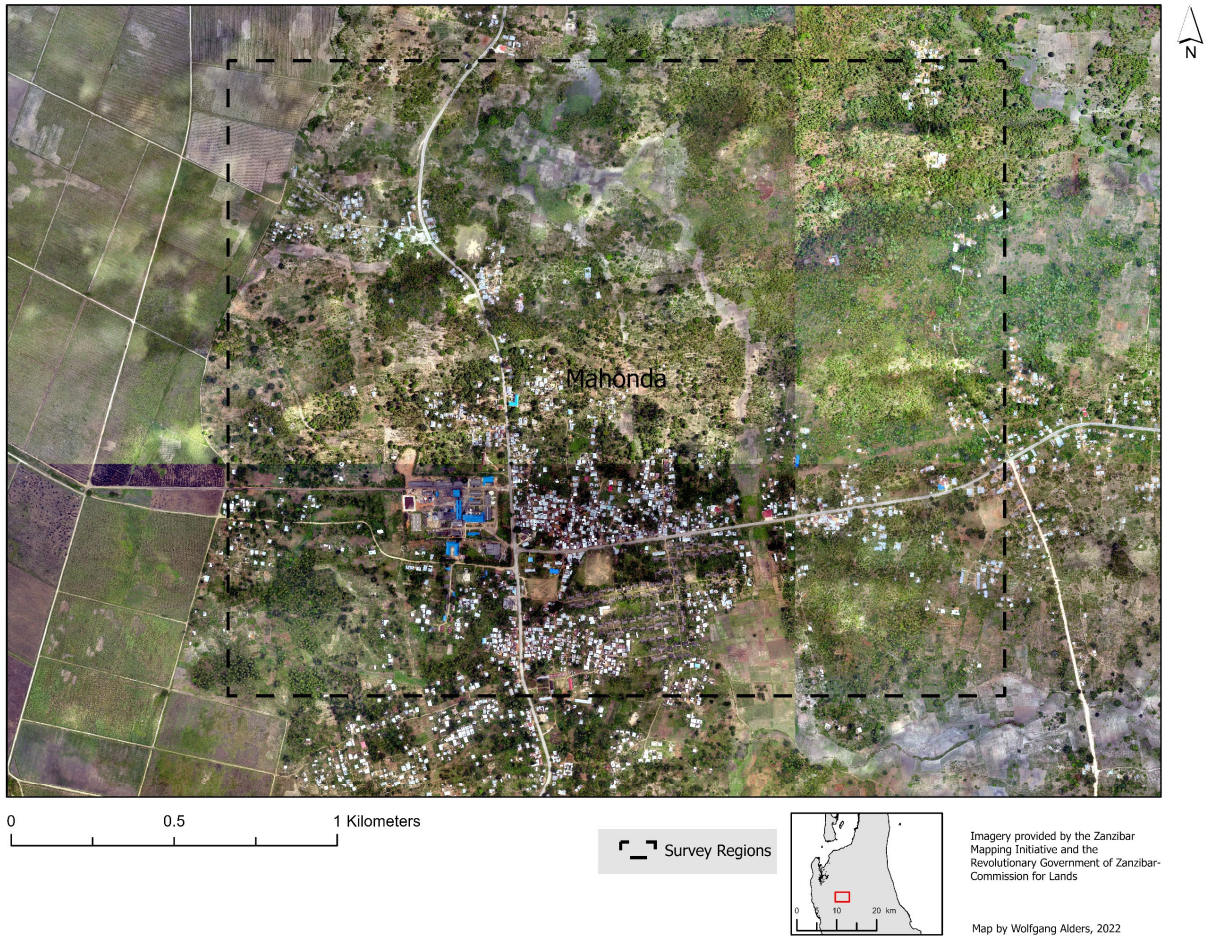 N
Mahonda
0 0.5 1 Kilometers
Survey Regions
0 5 10 20 km
Imagery provided by the Zanzibar
Mapping Initiative and the
Revolutionary Government of Zanzibar-
Commission for Lands
Map by Wolfgang Alders, 2022